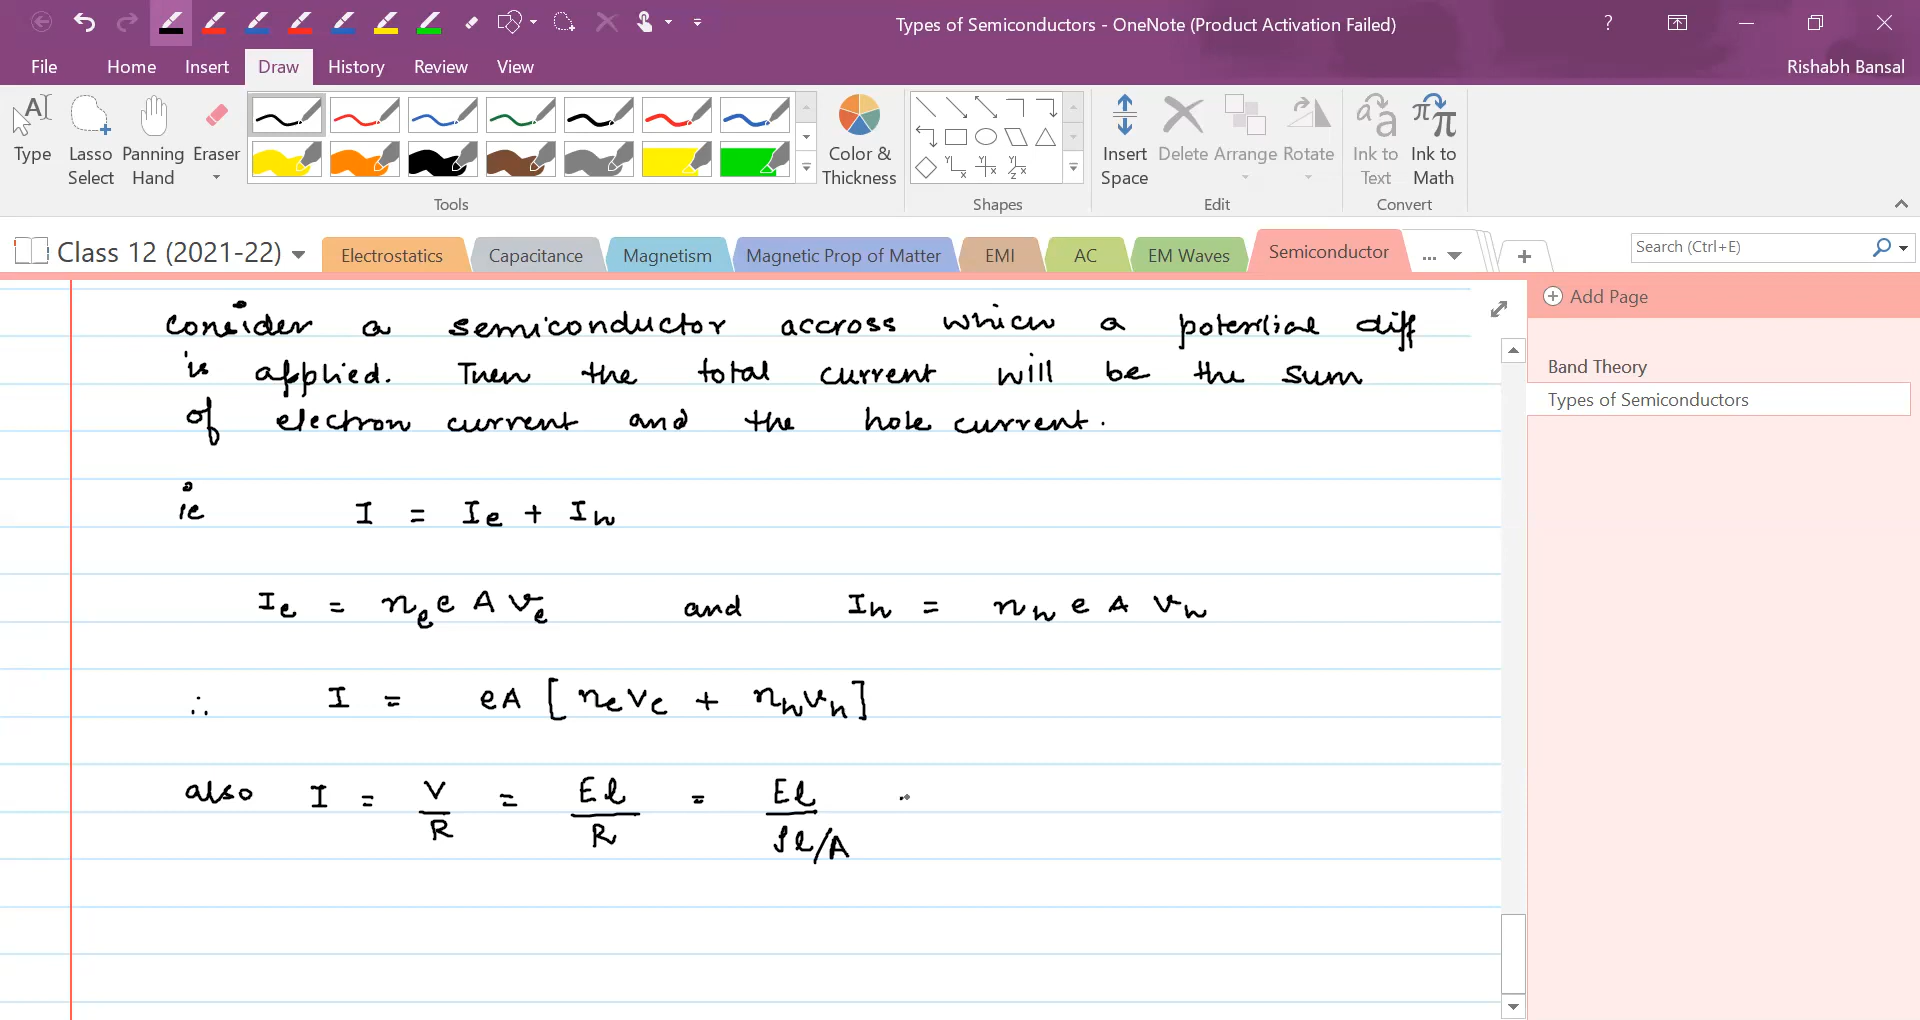 Types of Semiconductors - OneNote (Product Activation Failed)
?
File Home Insert Draw History Review View
Rishabh Bansal
Type
Lasso Select
Panning Hand
Eraser
Color & Thickness
Insert Space
Delete
Arrange
Rotate
Ink to Text
Ink to Math
Tools
Shapes
Edit
Convert
Class 12 (2021-22)
Electrostatics
Capacitance
Magnetism
Magnetic Prop of Matter
EMI
AC
EM Waves
Semiconductor
...
+
Search (Ctrl+E)
Add Page
Band Theory
Types of Semiconductors
consider a semiconductor accross which a potential diff
is applied. Then the total current will be the sum
of electron current and the hole current.
ie I = Ie + Ih
Ie = ne e A ve and Ih = nh e A vh
∴ I = eA [ neve + nhvh ]
also I = V/R = El/R = El/ρl/A